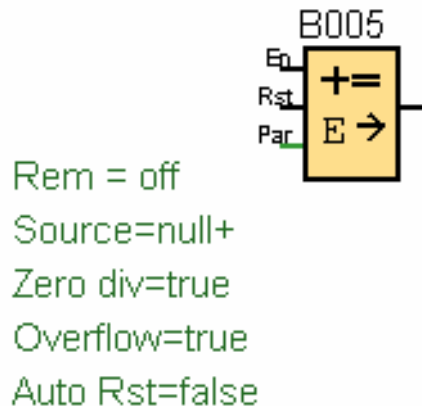 B005
En
Rst
Par
+=
E →
Rem = off
Source=null+
Zero div=true
Overflow=true
Auto Rst=false